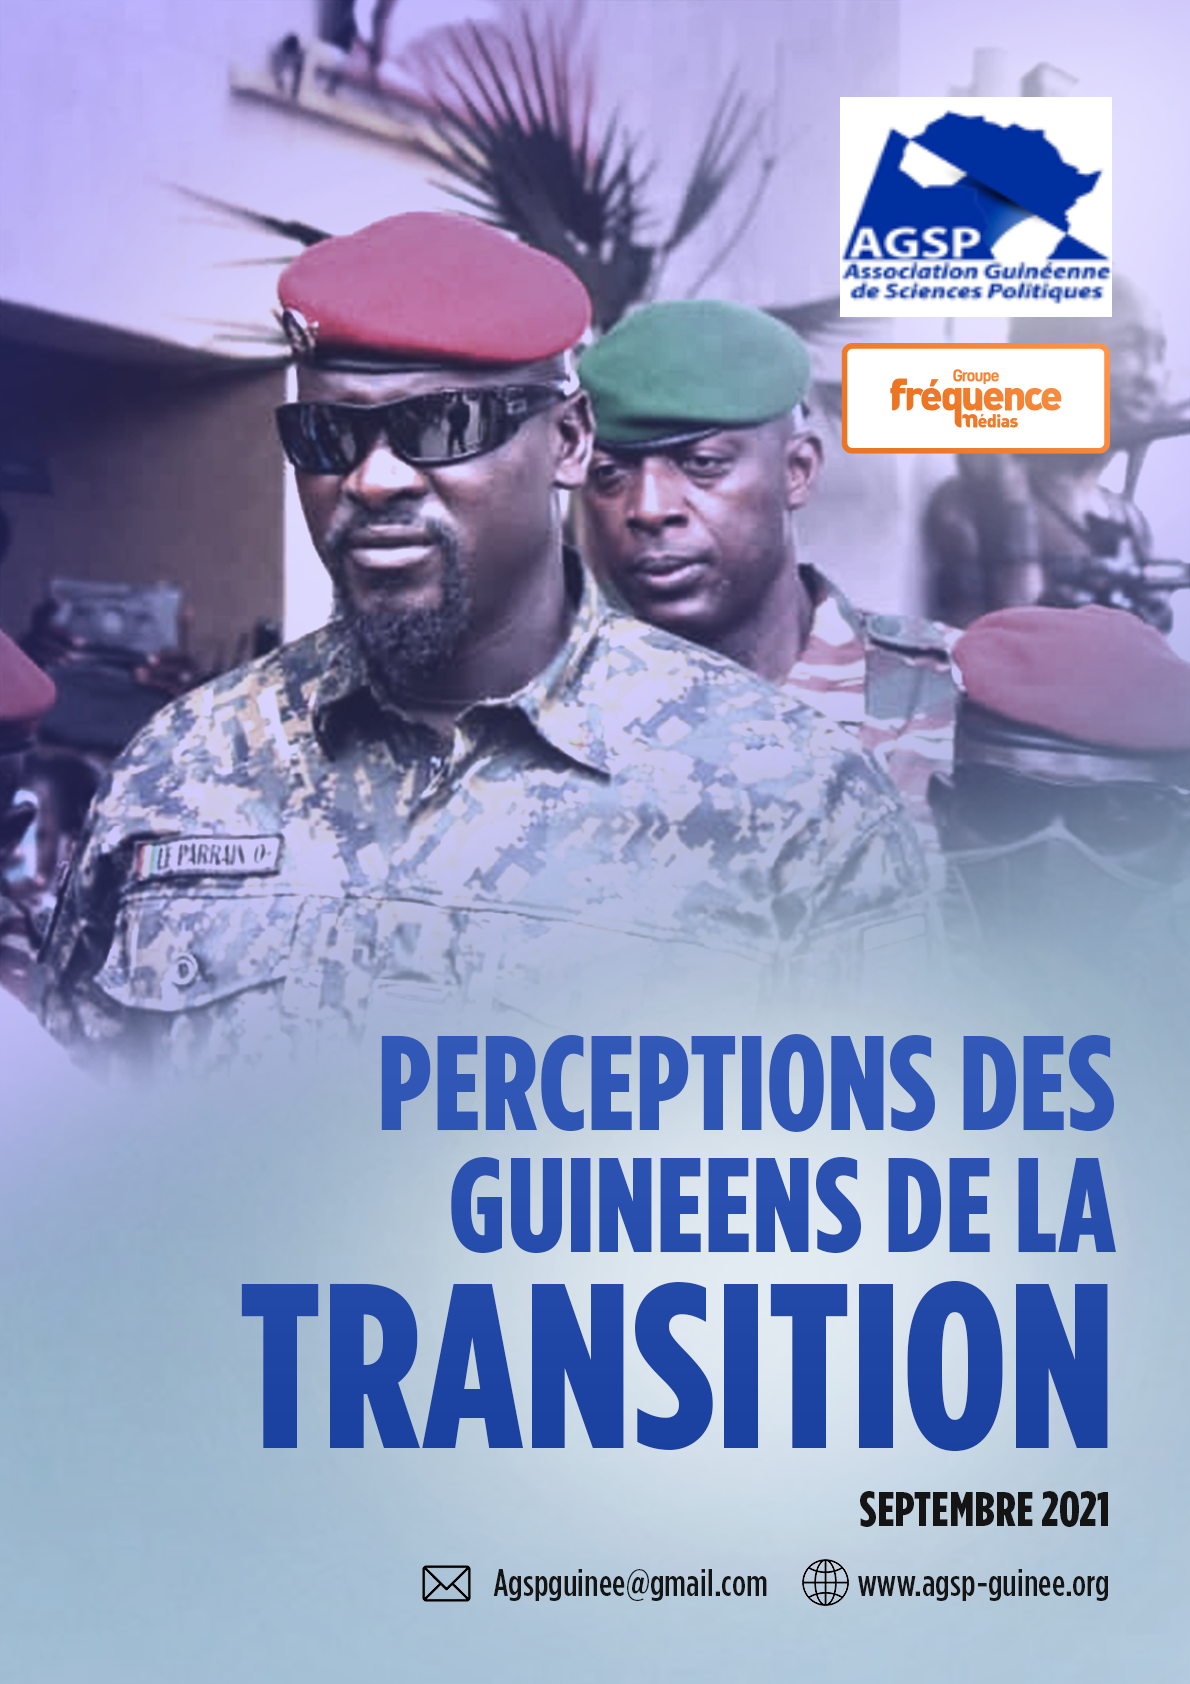 AGSP
Association Guinéenne
de Sciences Politiques
Groupe
fréquence
médias
LE PARRAIN O-
PERCEPTIONS DES
GUINEENS DE LA
TRANSITION
SEPTEMBRE 2021
Agspguinee@gmail.com www.agsp-guinee.org